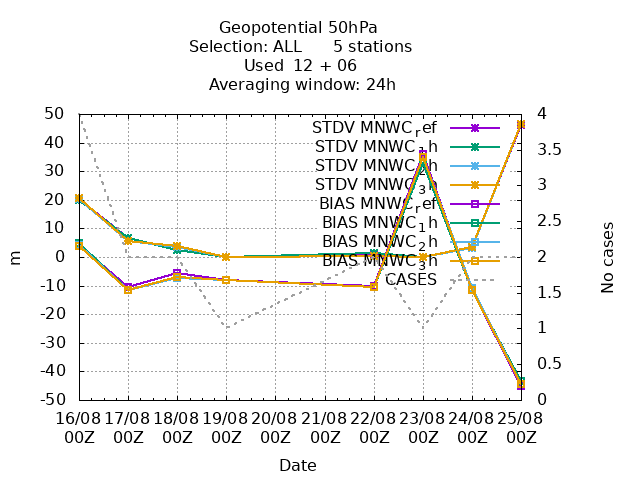 Geopotential 50hPa
Selection: ALL 5 stations
Used 12 + 06
Averaging window: 24h
STDV MNWC_ref
STDV MNWC_1h
STDV MNWC_2h
STDV MNWC_3h
BIAS MNWC_ref
BIAS MNWC_1h
BIAS MNWC_2h
BIAS MNWC_3h
CASES
50
40
30
20
10
0
-10
-20
-30
-40
-50
m
4
3.5
3
2.5
2
1.5
1
0.5
0
No cases
16/08 17/08 18/08 19/08 20/08 21/08 22/08 23/08 24/08 25/08
00Z 00Z 00Z 00Z 00Z 00Z 00Z 00Z 00Z 00Z
Date